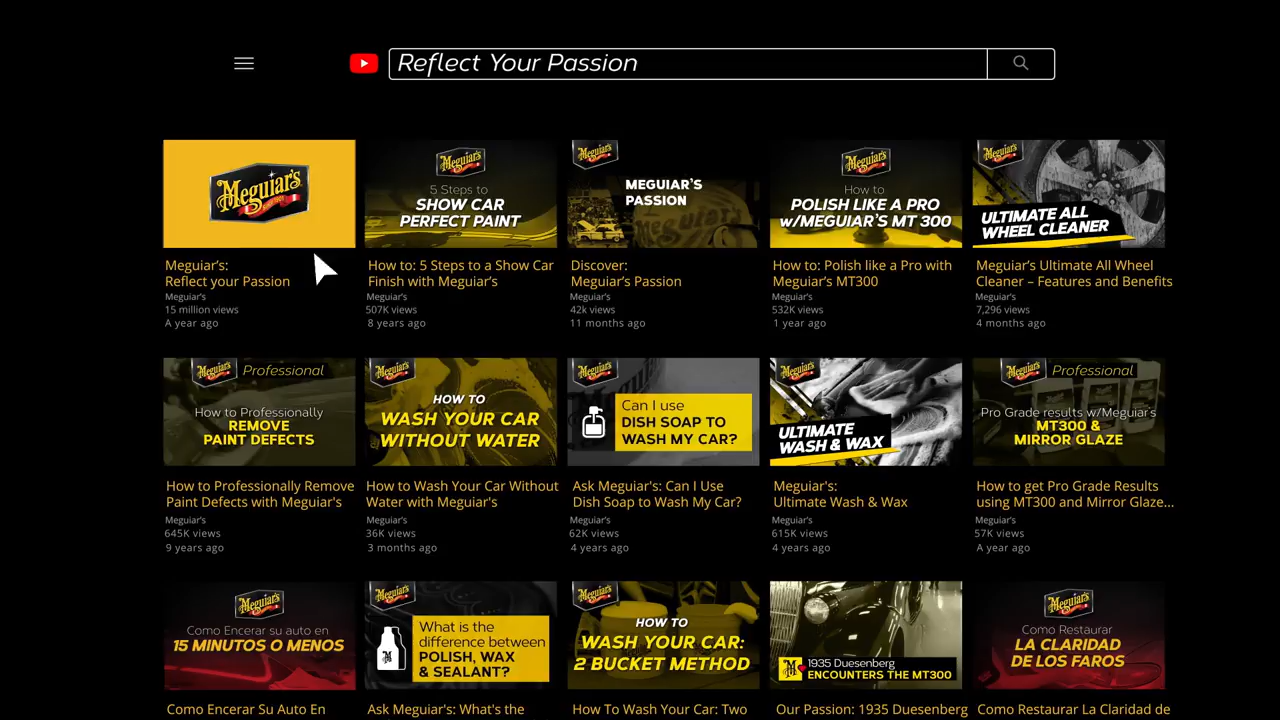 Reflect Your Passion
Meguiar's
Meguiar's
5 Steps to
SHOW CAR
PERFECT PAINT
Meguiar's
MEGUIAR'S
PASSION
Meguiar's
How to
POLISH LIKE A PRO
w/MEGUIAR'S MT 300
Meguiar's
ULTIMATE ALL
WHEEL CLEANER
Meguiar's:
Reflect your Passion
Meguiar's
15 million views
A year ago
How to: 5 Steps to a Show Car
Finish with Meguiar's
Meguiar's
507K views
8 years ago
Discover:
Meguiar's Passion
Meguiar's
42k views
11 months ago
How to: Polish like a Pro with
Meguiar's MT300
Meguiar's
532K views
1 year ago
Meguiar's Ultimate All Wheel
Cleaner – Features and Benefits
Meguiar's
7,296 views
4 months ago
Meguiar's Professional
How to Professionally
REMOVE
PAINT DEFECTS
Meguiar's
HOW TO
WASH YOUR CAR
WITHOUT WATER
Meguiar's
Can I use
DISH SOAP TO
WASH MY CAR?
Meguiar's
ULTIMATE
WASH & WAX
Meguiar's Professional
Pro Grade results w/Meguiar's
MT300 &
MIRROR GLAZE
How to Professionally Remove
Paint Defects with Meguiar's
Meguiar's
645K views
9 years ago
How to Wash Your Car Without
Water with Meguiar's
Meguiar's
36K views
3 months ago
Ask Meguiar's: Can I Use
Dish Soap to Wash My Car?
Meguiar's
62K views
4 years ago
Meguiar's:
Ultimate Wash & Wax
Meguiar's
615K views
4 years ago
How to get Pro Grade Results
using MT300 and Mirror Glaze...
Meguiar's
57K views
A year ago
Meguiar's
Como Encerar su auto en
15 MINUTOS O MENOS
Meguiar's
What is the
difference between
POLISH, WAX
& SEALANT?
Meguiar's
HOW TO
WASH YOUR CAR:
2 BUCKET METHOD
1935 Duesenberg
ENCOUNTERS THE MT300
Meguiar's
Como Restaurar
LA CLARIDAD
DE LOS FAROS
Como Encerar Su Auto En
Ask Meguiar's: What's the
How To Wash Your Car: Two
Our Passion: 1935 Duesenberg
Como Restaurar La Claridad de